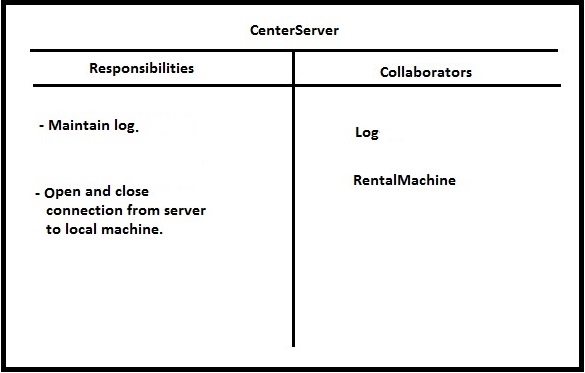 CenterServer
Responsibilities
Collaborators
- Maintain log.
Log
- Open and close
connection from server
to local machine.
RentalMachine